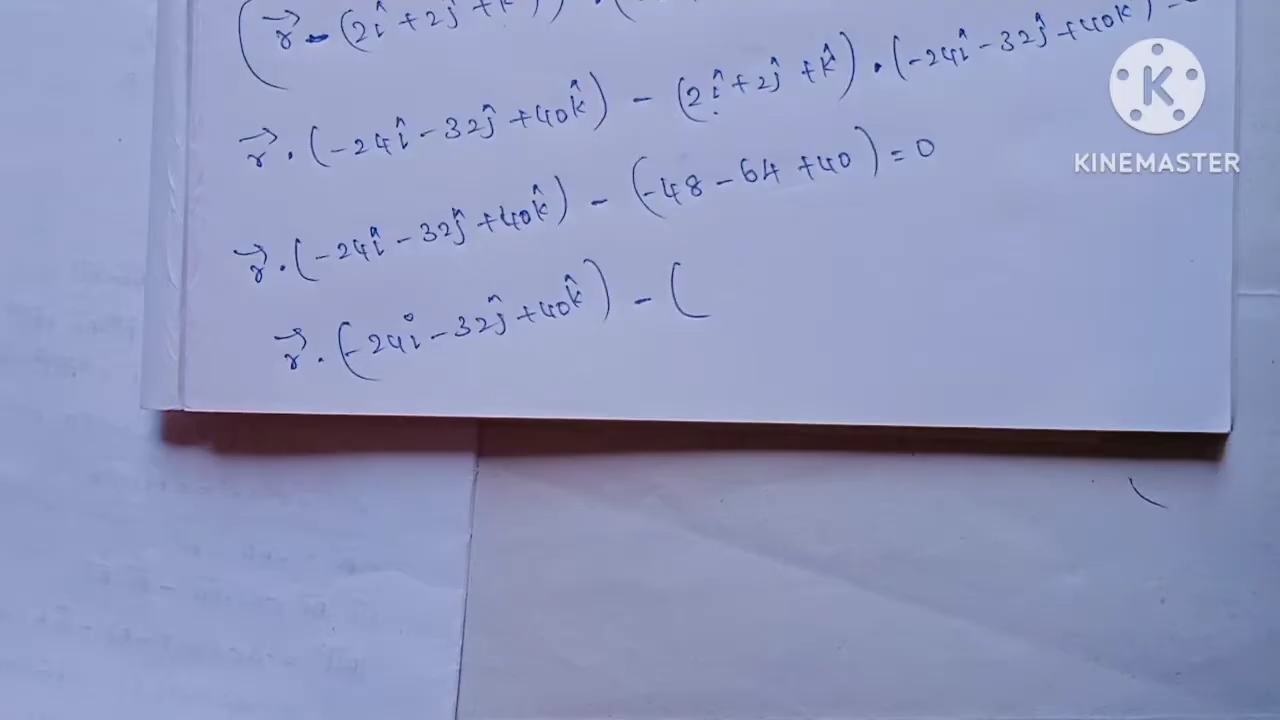 (r⃗ - (2î + 2ĵ + k̂)) . (
r⃗ . (-24î - 32ĵ + 40k̂) - (2î + 2ĵ + k̂) . (-24î - 32ĵ + 40k̂) =
r⃗ . (-24î - 32ĵ + 40k̂) - (-48 - 64 + 40) = 0
r⃗ . (-24î - 32ĵ + 40k̂) - (
K
KINEMASTER